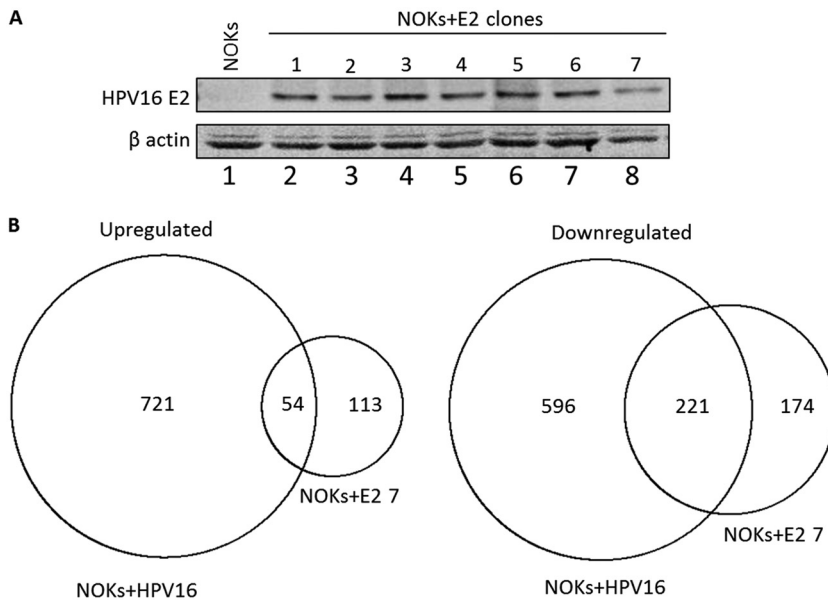 A
NOKs
NOKs+E2 clones
1 2 3 4 5 6 7
HPV16 E2
β actin
1 2 3 4 5 6 7 8
B
Upregulated
721 54 113
NOKs+E2 7
NOKs+HPV16
Downregulated
596 221 174
NOKs+E2 7
NOKs+HPV16